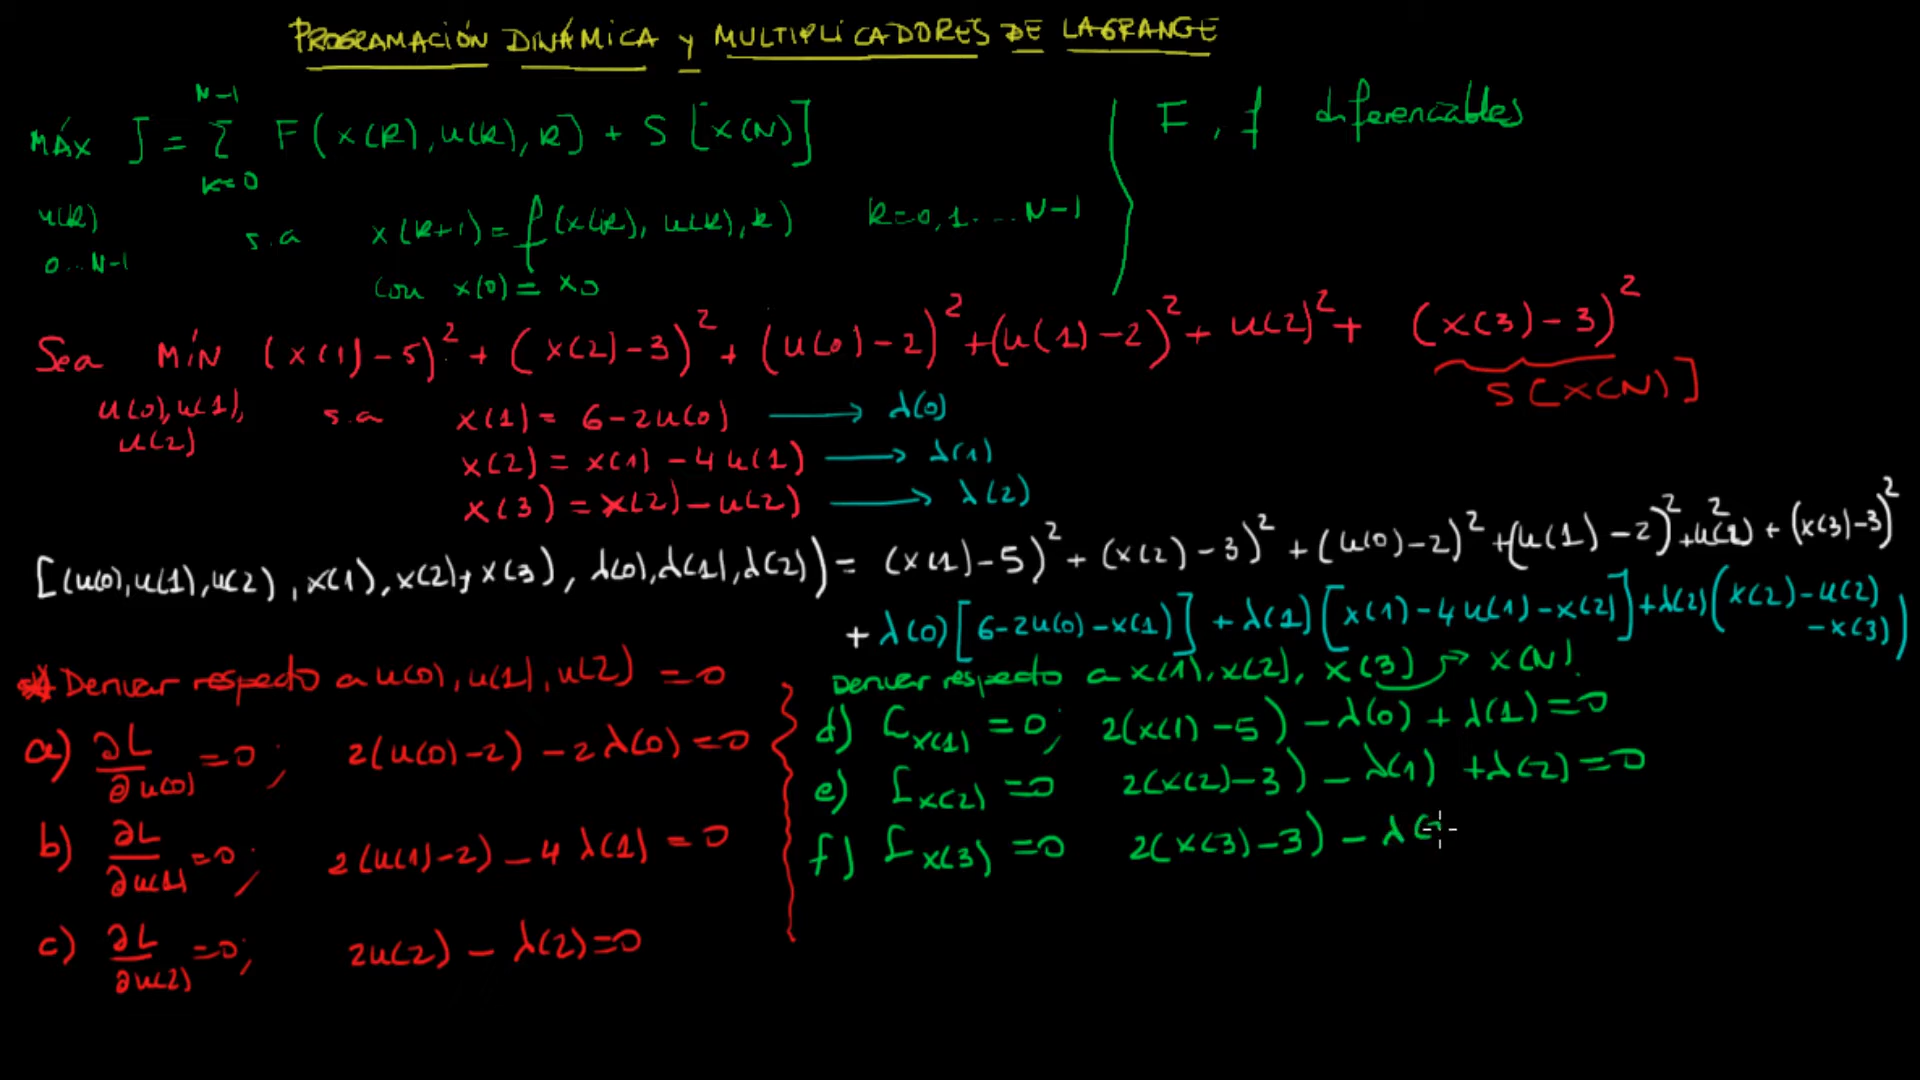 PROGRAMACIÓN DINÁMICA y MULTIPLICADORES DE LAGRANGE
MÁX J = Σ F(x(k), u(k), k] + S [x(N)]
N-1
k=0
u(k)
0...N-1
s.a x(k+1) = f(x(k), u(k), k) k=0,1....N-1
con x(0) = x0
F, f diferenciables
Sea MÍN (x(1)-5)² + (x(2)-3)² + (u(0)-2)² + (u(1)-2)² + u(2)² + (x(3)-3)²
S[X(N)]
u(0), u(1),
u(2)
s.a x(1) = 6-2u(0) → λ(0)
x(2) = x(1) - 4u(1) → λ(1)
x(3) = x(2) - u(2) → λ(2)
L(u(0), u(1), u(2), x(1), x(2), x(3), λ(0), λ(1), λ(2)) = (x(1)-5)² + (x(2)-3)² + (u(0)-2)² + (u(1)-2)² + u(2)² + (x(3)-3)²
+ λ(0)[6-2u(0)-x(1)] + λ(1)[x(1)-4u(1)-x(2)] + λ(2)(x(2)-u(2)
-x(3))
Derivar respecto a u(0), u(1), u(2) = 0
a) ∂L/∂u(0) = 0; 2(u(0)-2) - 2λ(0) = 0
b) ∂L/∂u(1) = 0; 2(u(1)-2) - 4λ(1) = 0
c) ∂L/∂u(2) = 0; 2u(2) - λ(2) = 0
Derivar respecto a x(1), x(2), x(3) → x(N).
d) L x(1) = 0; 2(x(1)-5) - λ(0) + λ(1) = 0
e) L x(2) = 0 2(x(2)-3) - λ(1) + λ(2) = 0
f) L x(3) = 0 2(x(3)-3) - λ(